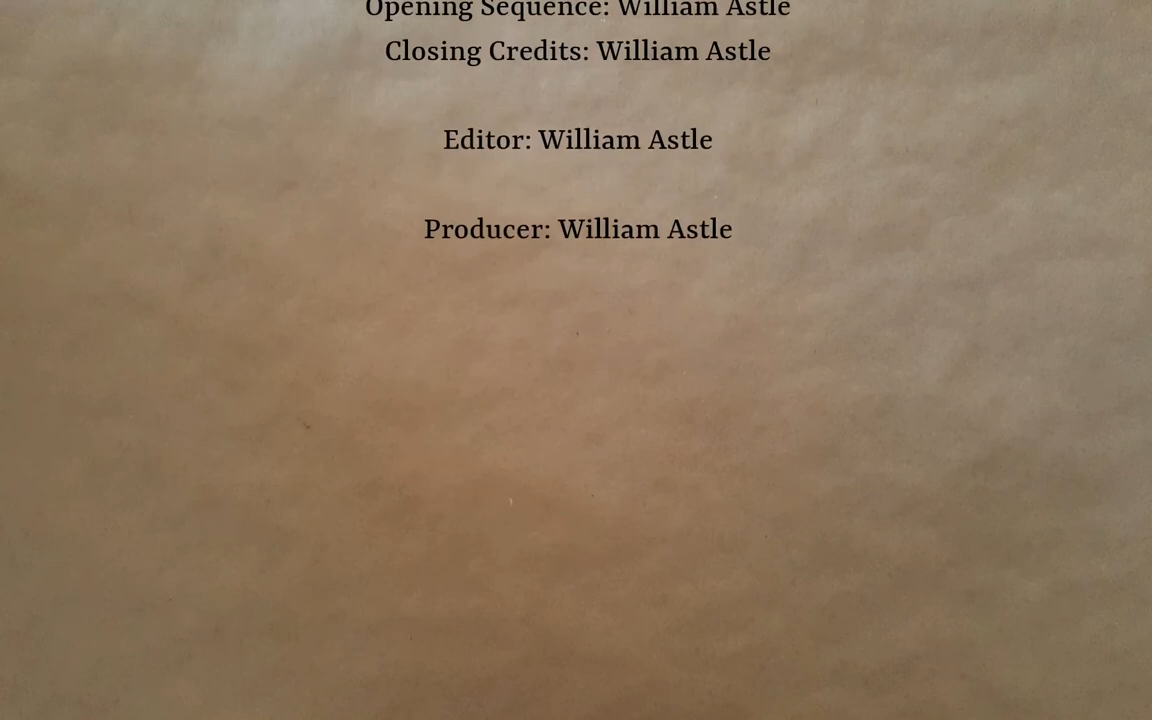 Opening Sequence: William Astle
Closing Credits: William Astle
Editor: William Astle
Producer: William Astle